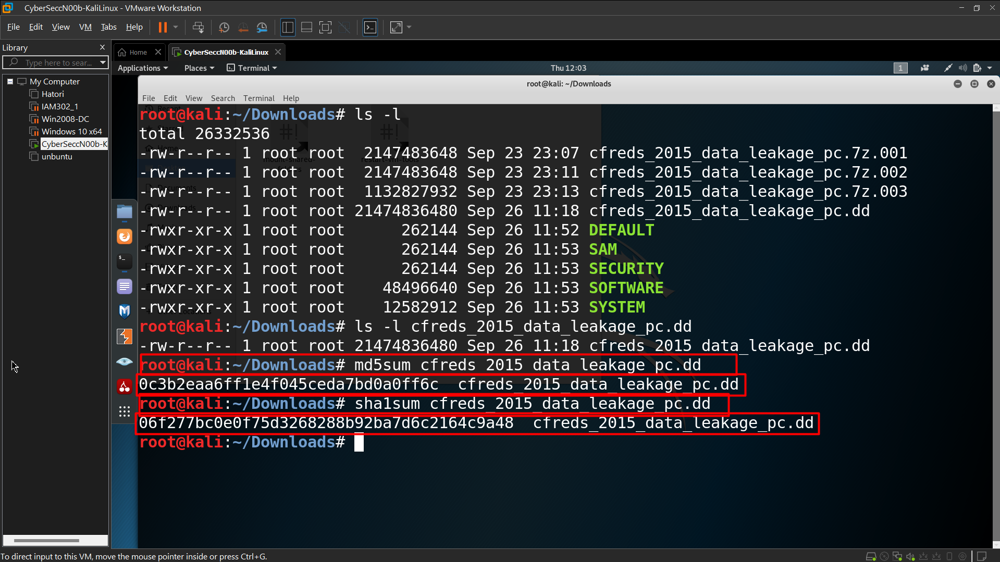 CyberSeccN00b-KaliLinux - VMware Workstation
File Edit View VM Tabs Help
Library
Type here to sear...
My Computer
Hatori
IAM302_1
Win2008-DC
Windows 10 x64
CyberSeccN00b-K
unbuntu
Home
CyberSeccN00b-KaliLinux
Applications Places Terminal
Thu 12:03
1
root@kali: ~/Downloads
File Edit View Search Terminal Help
root@kali:~/Downloads# ls -l
total 26332536
-rw-r--r-- 1 root root 2147483648 Sep 23 23:07 cfreds_2015_data_leakage_pc.7z.001
-rw-r--r-- 1 root root 2147483648 Sep 23 23:11 cfreds_2015_data_leakage_pc.7z.002
-rw-r--r-- 1 root root 1132827932 Sep 23 23:13 cfreds_2015_data_leakage_pc.7z.003
-rw-r--r-- 1 root root 21474836480 Sep 26 11:18 cfreds_2015_data_leakage_pc.dd
-rwxr-xr-x 1 root root 262144 Sep 26 11:52 DEFAULT
-rwxr-xr-x 1 root root 262144 Sep 26 11:53 SAM
-rwxr-xr-x 1 root root 262144 Sep 26 11:53 SECURITY
-rwxr-xr-x 1 root root 48496640 Sep 26 11:53 SOFTWARE
-rwxr-xr-x 1 root root 12582912 Sep 26 11:53 SYSTEM
root@kali:~/Downloads# ls -l cfreds_2015_data_leakage_pc.dd
-rw-r--r-- 1 root root 21474836480 Sep 26 11:18 cfreds_2015_data_leakage_pc.dd
root@kali:~/Downloads# md5sum cfreds_2015_data_leakage_pc.dd
0c3b2eaa6ff1e4f045ceda7bd0a0ff6c cfreds_2015_data_leakage_pc.dd
root@kali:~/Downloads# sha1sum cfreds_2015_data_leakage_pc.dd
06f277bc0e0f75d3268288b92ba7d6c2164c9a48 cfreds_2015_data_leakage_pc.dd
root@kali:~/Downloads#
To direct input to this VM, move the mouse pointer inside or press Ctrl+G.